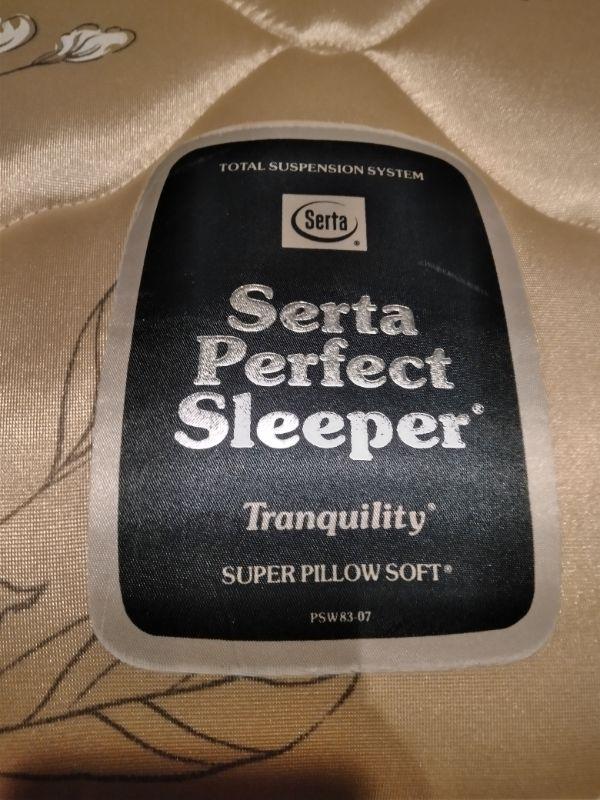 TOTAL SUSPENSION SYSTEM
Serta®
Serta
Perfect
Sleeper®
Tranquility®
SUPER PILLOW SOFT®
PSW83-07